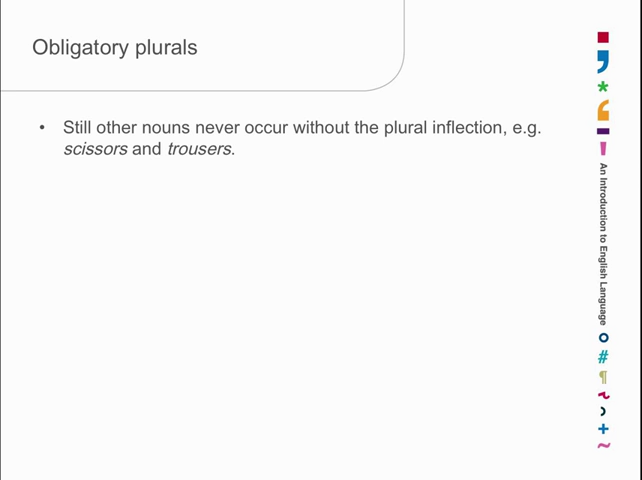 Obligatory plurals
• Still other nouns never occur without the plural inflection, e.g.
scissors and trousers.
An Introduction to English Language